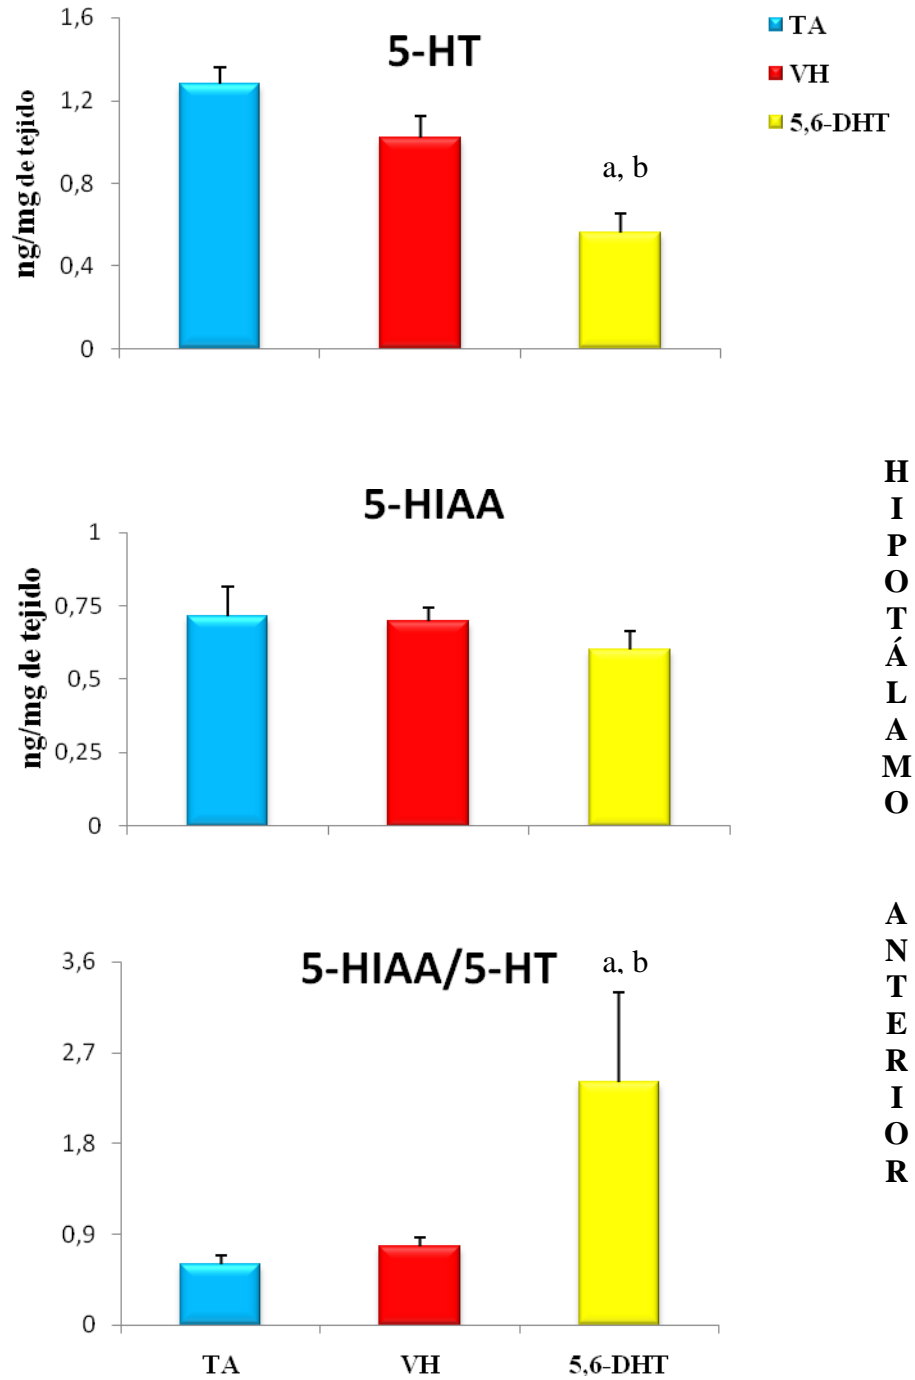 5-HT
TA
VH
5,6-DHT
ng/mg de tejido
1,6
1,2
0,8
0,4
0
a, b
5-HIAA
ng/mg de tejido
1
0,75
0,5
0,25
0
5-HIAA/5-HT
3,6
2,7
1,8
0,9
0
a, b
TA VH 5,6-DHT
H
I
P
O
T
Á
L
A
M
O
A
N
T
E
R
I
O
R